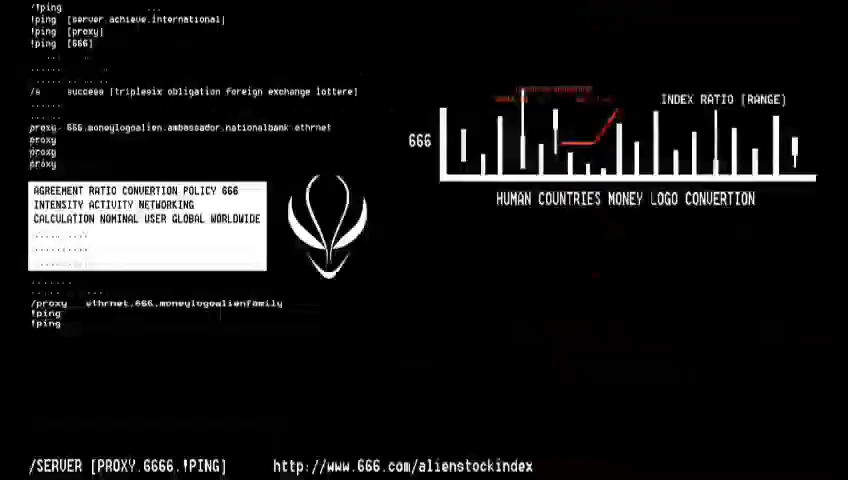 /!ping
!ping [server.achieve.international]
!ping [proxy]
!ping [666]
/s success [triplesix obligation foreign exchange lottere]
proxy- 666.moneylogoalien.ambassador.nationalbank ethrnet
proxy
proxy
proxy
AGREEMENT RATIO CONVERTION POLICY 666
INTENSITY ACTIVITY NETWORKING
CALCULATION NOMINAL USER GLOBAL WORLDWIDE
/proxy ethrnet.666.moneylogoalienfamily
!ping
!ping
INDEX RATIO [RANGE]
666
HUMAN COUNTRIES MONEY LOGO CONVERTION
/SERVER [PROXY.6666.!PING] http://www.666.com/alienstockindex